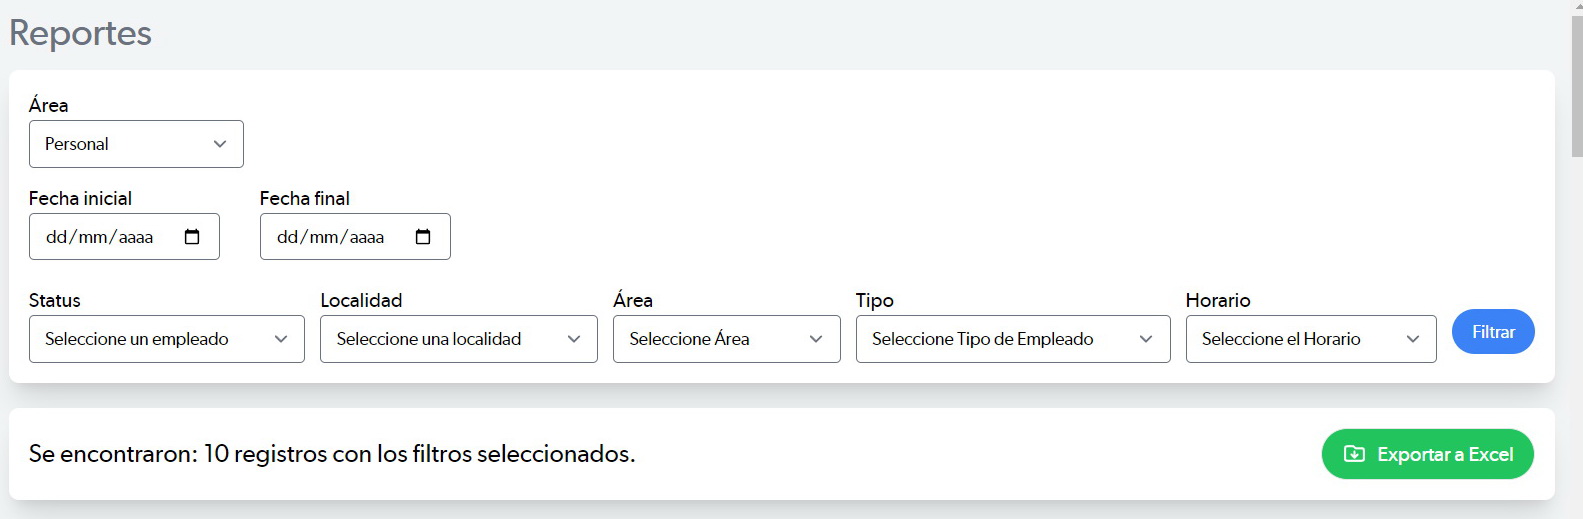 Reportes
Área
Personal
Fecha inicial Fecha final
dd/mm/aaaa dd/mm/aaaa
Status Localidad Área Tipo Horario
Seleccione un empleado Seleccione una localidad Seleccione Área Seleccione Tipo de Empleado Seleccione el Horario Filtrar
Se encontraron: 10 registros con los filtros seleccionados. Exportar a Excel